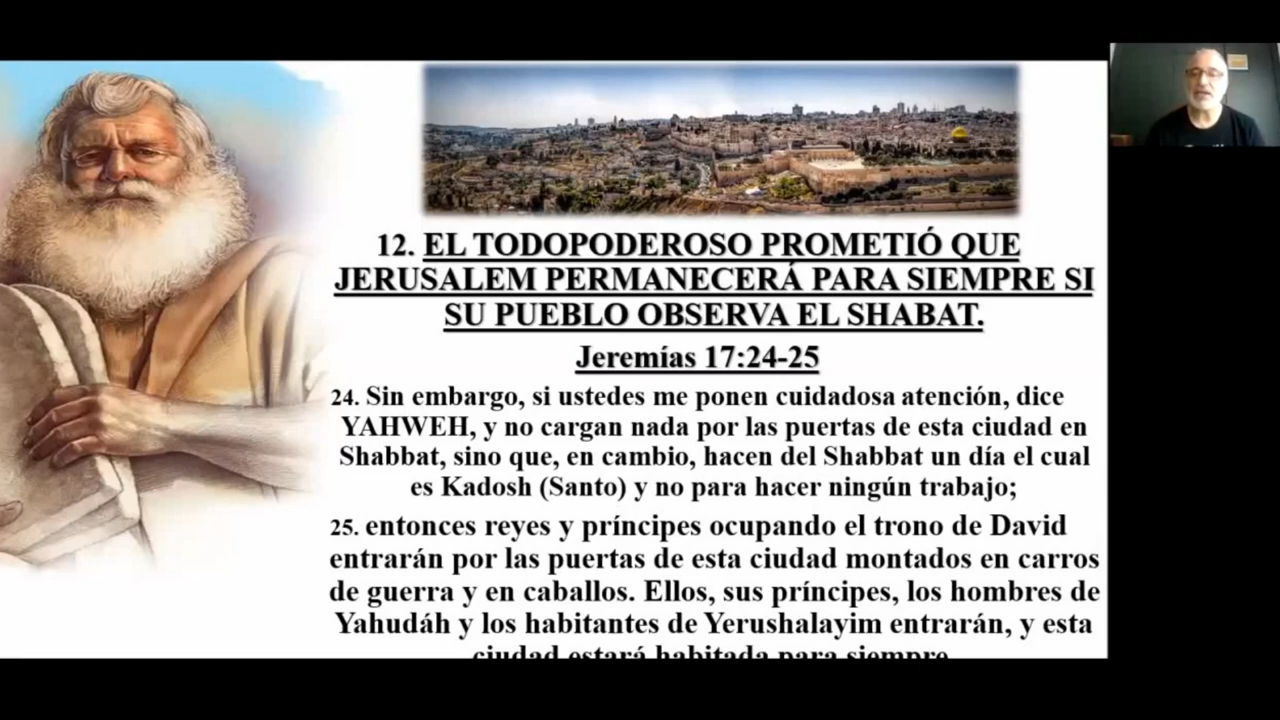 12. EL TODOPODEROSO PROMETIÓ QUE
JERUSALEM PERMANECERÁ PARA SIEMPRE SI
SU PUEBLO OBSERVA EL SHABAT.
Jeremías 17:24-25
24. Sin embargo, si ustedes me ponen cuidadosa atención, dice
YAHWEH, y no cargan nada por las puertas de esta ciudad en
Shabbat, sino que, en cambio, hacen del Shabbat un día el cual
es Kadosh (Santo) y no para hacer ningún trabajo;
25. entonces reyes y príncipes ocupando el trono de David
entrarán por las puertas de esta ciudad montados en carros
de guerra y en caballos. Ellos, sus príncipes, los hombres de
Yahudáh y los habitantes de Yerushalayim entrarán, y esta
ciudad estará habitada para siempre